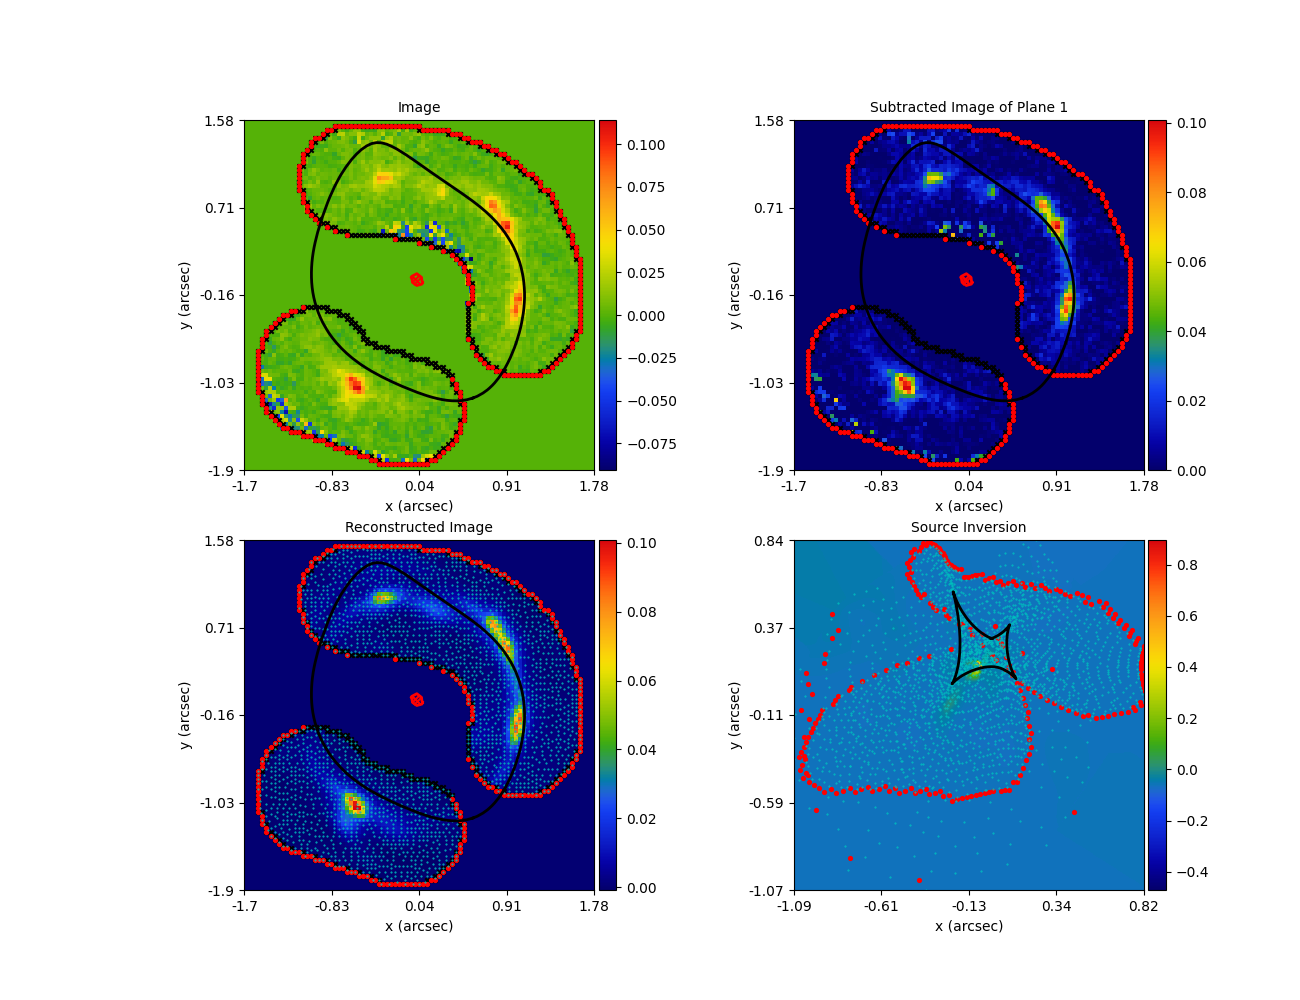 Image
1.58
0.71
-0.16
-1.03
-1.9
y (arcsec)
-1.7 -0.83 0.04 0.91 1.78
x (arcsec)
0.100
0.075
0.050
0.025
0.000
−0.025
−0.050
−0.075
Subtracted Image of Plane 1
1.58
0.71
-0.16
-1.03
-1.9
y (arcsec)
-1.7 -0.83 0.04 0.91 1.78
x (arcsec)
0.10
0.08
0.06
0.04
0.02
0.00
Reconstructed Image
1.58
0.71
-0.16
-1.03
-1.9
y (arcsec)
-1.7 -0.83 0.04 0.91 1.78
x (arcsec)
0.10
0.08
0.06
0.04
0.02
0.00
Source Inversion
0.84
0.37
-0.11
-0.59
-1.07
y (arcsec)
-1.09 -0.61 -0.13 0.34 0.82
x (arcsec)
0.8
0.6
0.4
0.2
0.0
−0.2
−0.4